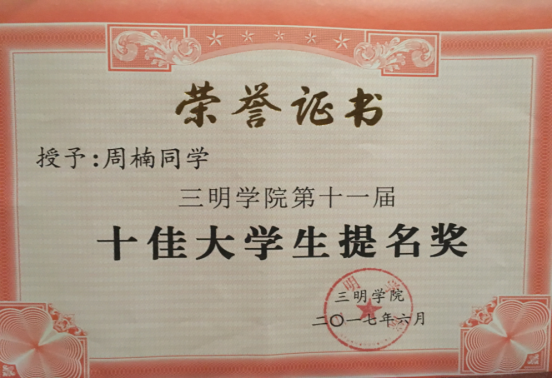 荣誉证书
授予:周楠同学
三明学院第十一届
十佳大学生提名奖
三明学院
二〇一七年六月